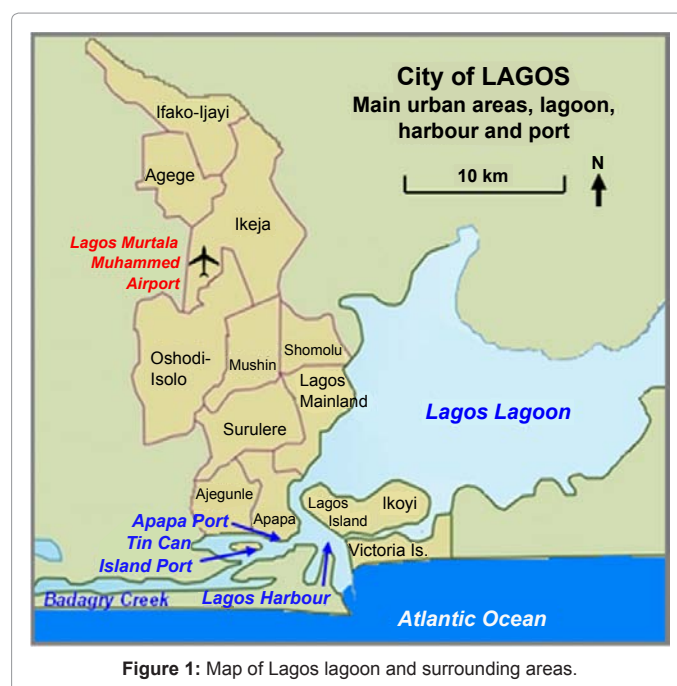 City of LAGOS
Main urban areas, lagoon,
harbour and port
10 km
N
Ifako-Ijayi
Agege
Ikeja
Lagos Murtala
Muhammed
Airport
Oshodi-
Isolo
Mushin
Shomolu
Lagos
Mainland
Lagos Lagoon
Surulere
Ajegunle
Apapa
Lagos
Island
Ikoyi
Apapa Port
Tin Can
Island Port
Victoria Is.
Badagry Creek
Lagos Harbour
Atlantic Ocean
Figure 1: Map of Lagos lagoon and surrounding areas.